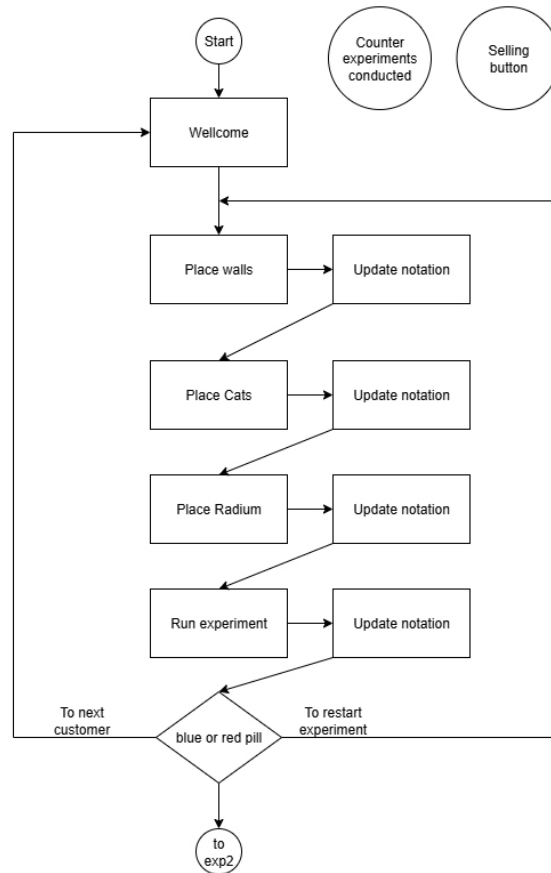 Start
Counter
experiments
conducted
Selling
button
Wellcome
Place walls
Update notation
Place Cats
Update notation
Place Radium
Update notation
Run experiment
Update notation
To next
customer
blue or red pill
To restart
experiment
to
exp2